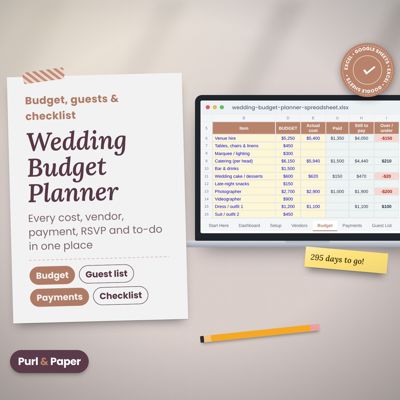 Budget, guests &
checklist
Wedding
Budget
Planner
Every cost, vendor,
payment, RSVP and to-do
in one place
Budget
Guest list
Payments
Checklist
Purl & Paper
EXCEL • GOOGLE SHEETS • EXCEL • GOOGLE SHEETS •
wedding-budget-planner-spreadsheet.xlsx
Item BUDGET Actual cost Paid Still to pay Over / under
Venue hire $5,250 $5,400 $1,350 $4,050 -$150
Tables, chairs & linens $450
Marquee / lighting $300
Catering (per head) $6,150 $5,940 $1,500 $4,440 $210
Bar & drinks $1,500
Wedding cake / desserts $600 $620 $150 $470 -$20
Late-night snacks $150
Photographer $2,700 $2,900 $1,000 $1,900 -$200
Videographer $900
Dress / outfit 1 $1,200 $1,100 $1,100 $100
Suit / outfit 2 $450
Start Here Dashboard Setup Vendors Budget Payments Guest List
295 days to go!